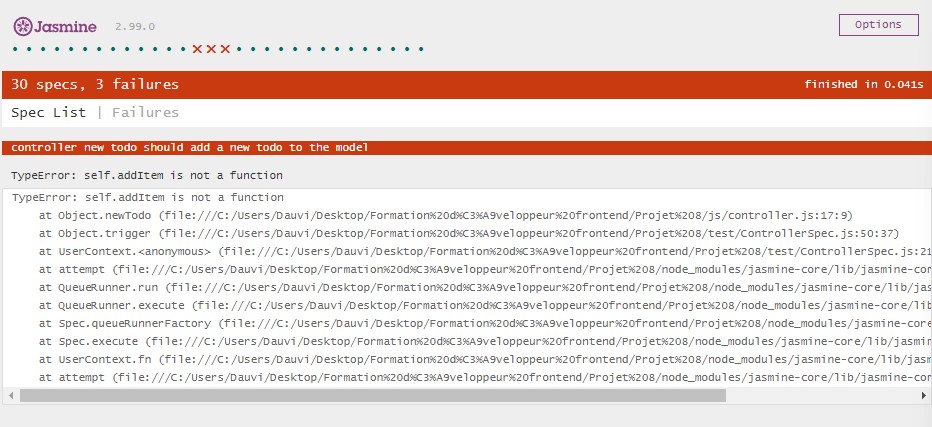 Jasmine 2.99.0
Options
30 specs, 3 failures
finished in 0.041s
Spec List | Failures
controller new todo should add a new todo to the model
TypeError: self.addItem is not a function
TypeError: self.addItem is not a function
at Object.newTodo (file:///C:/Users/Dauvi/Desktop/Formation%20d%C3%A9veloppeur%20frontend/Projet%208/js/controller.js:17:9)
at Object.trigger (file:///C:/Users/Dauvi/Desktop/Formation%20d%C3%A9veloppeur%20frontend/Projet%208/test/ControllerSpec.js:50:37)
at UserContext.<anonymous> (file:///C:/Users/Dauvi/Desktop/Formation%20d%C3%A9veloppeur%20frontend/Projet%208/test/ControllerSpec.js:21
at attempt (file:///C:/Users/Dauvi/Desktop/Formation%20d%C3%A9veloppeur%20frontend/Projet%208/node_modules/jasmine-core/lib/jasmine-cor
at QueueRunner.run (file:///C:/Users/Dauvi/Desktop/Formation%20d%C3%A9veloppeur%20frontend/Projet%208/node_modules/jasmine-core/lib/jas
at QueueRunner.execute (file:///C:/Users/Dauvi/Desktop/Formation%20d%C3%A9veloppeur%20frontend/Projet%208/node_modules/jasmine-core/lib
at Spec.queueRunnerFactory (file:///C:/Users/Dauvi/Desktop/Formation%20d%C3%A9veloppeur%20frontend/Projet%208/node_modules/jasmine-core
at Spec.execute (file:///C:/Users/Dauvi/Desktop/Formation%20d%C3%A9veloppeur%20frontend/Projet%208/node_modules/jasmine-core/lib/jasmin
at UserContext.fn (file:///C:/Users/Dauvi/Desktop/Formation%20d%C3%A9veloppeur%20frontend/Projet%208/node_modules/jasmine-core/lib/jasm
at attempt (file:///C:/Users/Dauvi/Desktop/Formation%20d%C3%A9veloppeur%20frontend/Projet%208/node_modules/jasmine-core/lib/jasmine-cor